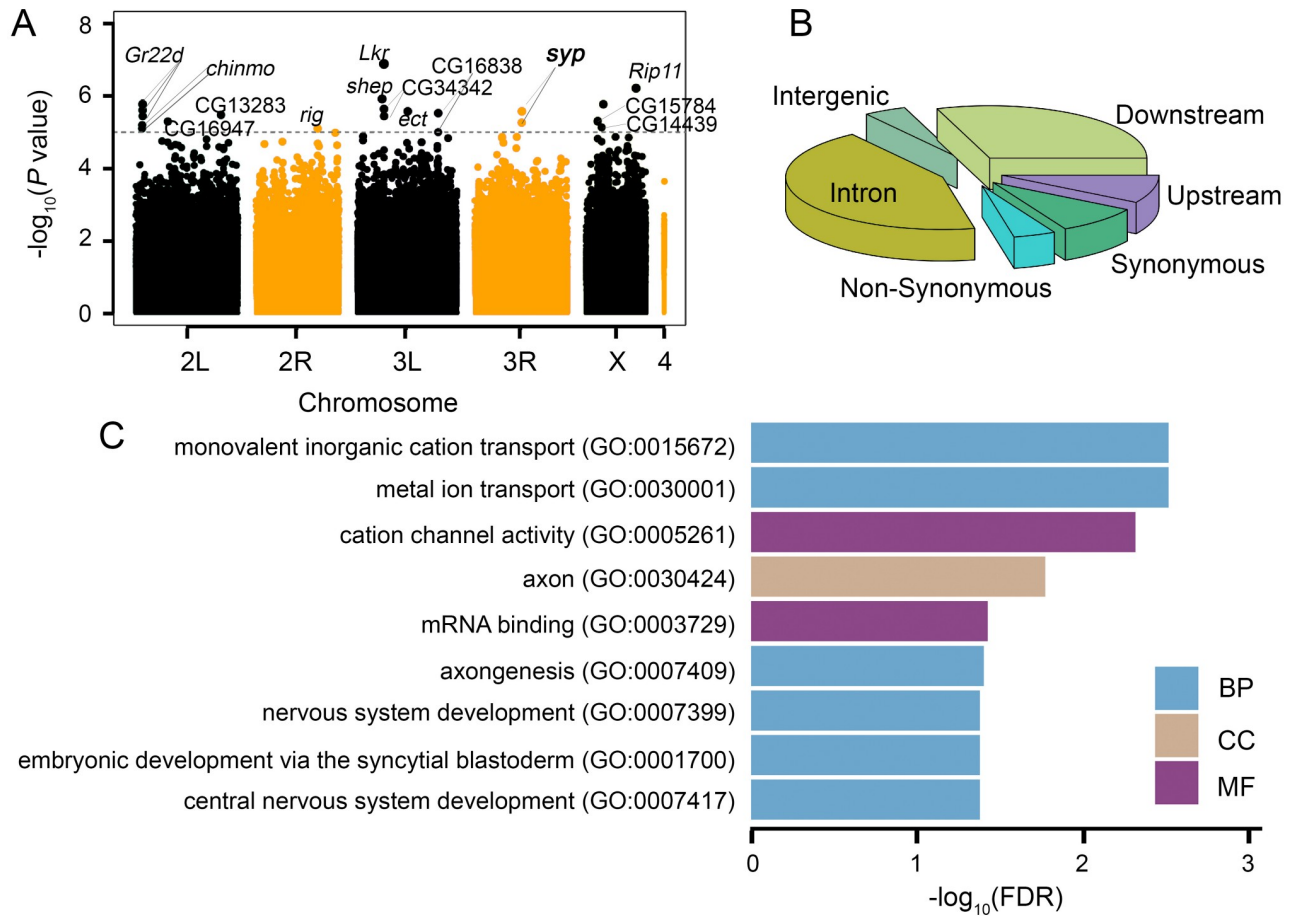 A
-log10(P value)
8
6
4
2
0
Gr22d
chinmo
CG13283
CG16947
rig
Lkr
shep
CG16838
CG34342
ect
syp
Rip11
CG15784
CG14439
2L
2R
3L
3R
X
4
Chromosome
B
Intergenic
Downstream
Intron
Upstream
Synonymous
Non-Synonymous
C
monovalent inorganic cation transport (GO:0015672)
metal ion transport (GO:0030001)
cation channel activity (GO:0005261)
axon (GO:0030424)
mRNA binding (GO:0003729)
axongenesis (GO:0007409)
nervous system development (GO:0007399)
embryonic development via the syncytial blastoderm (GO:0001700)
central nervous system development (GO:0007417)
BP
CC
MF
0
1
2
3
-log10(FDR)